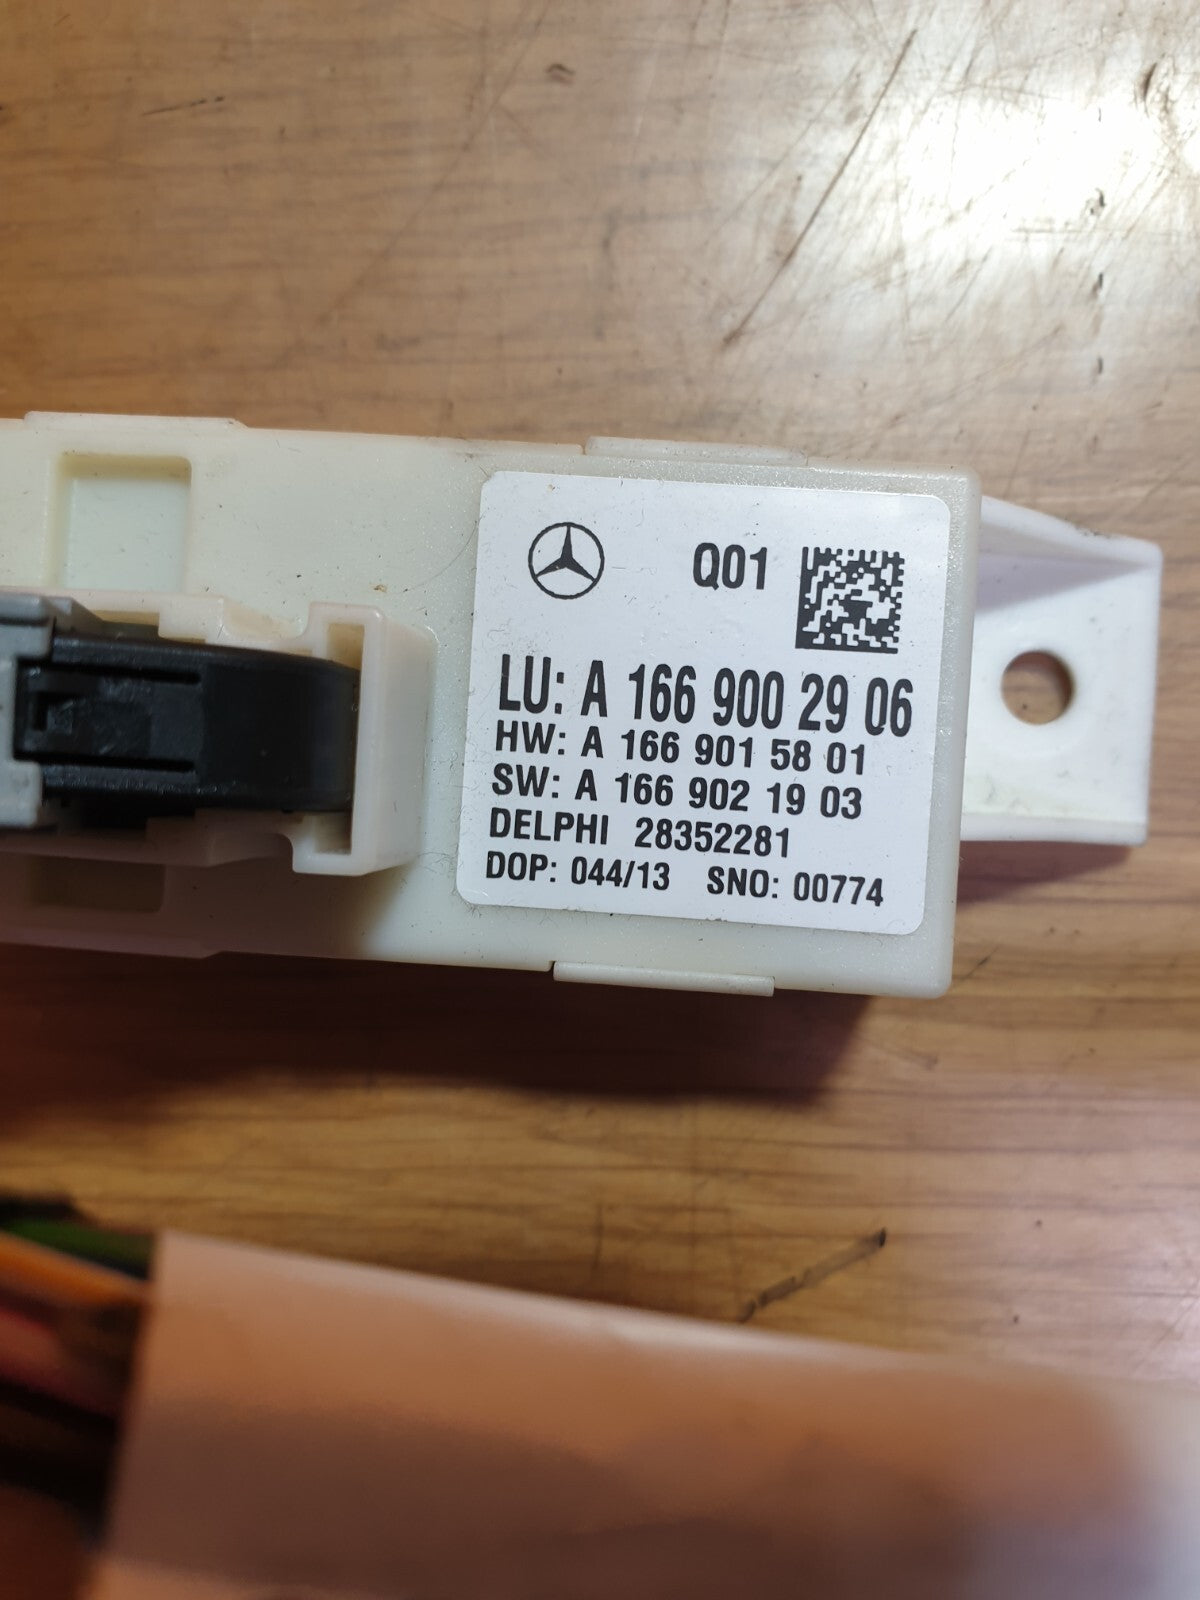 Q01
LU: A 166 900 29 06
HW: A 166 901 58 01
SW: A 166 902 19 03
DELPHI 28352281
DOP: 044/13 SNO: 00774